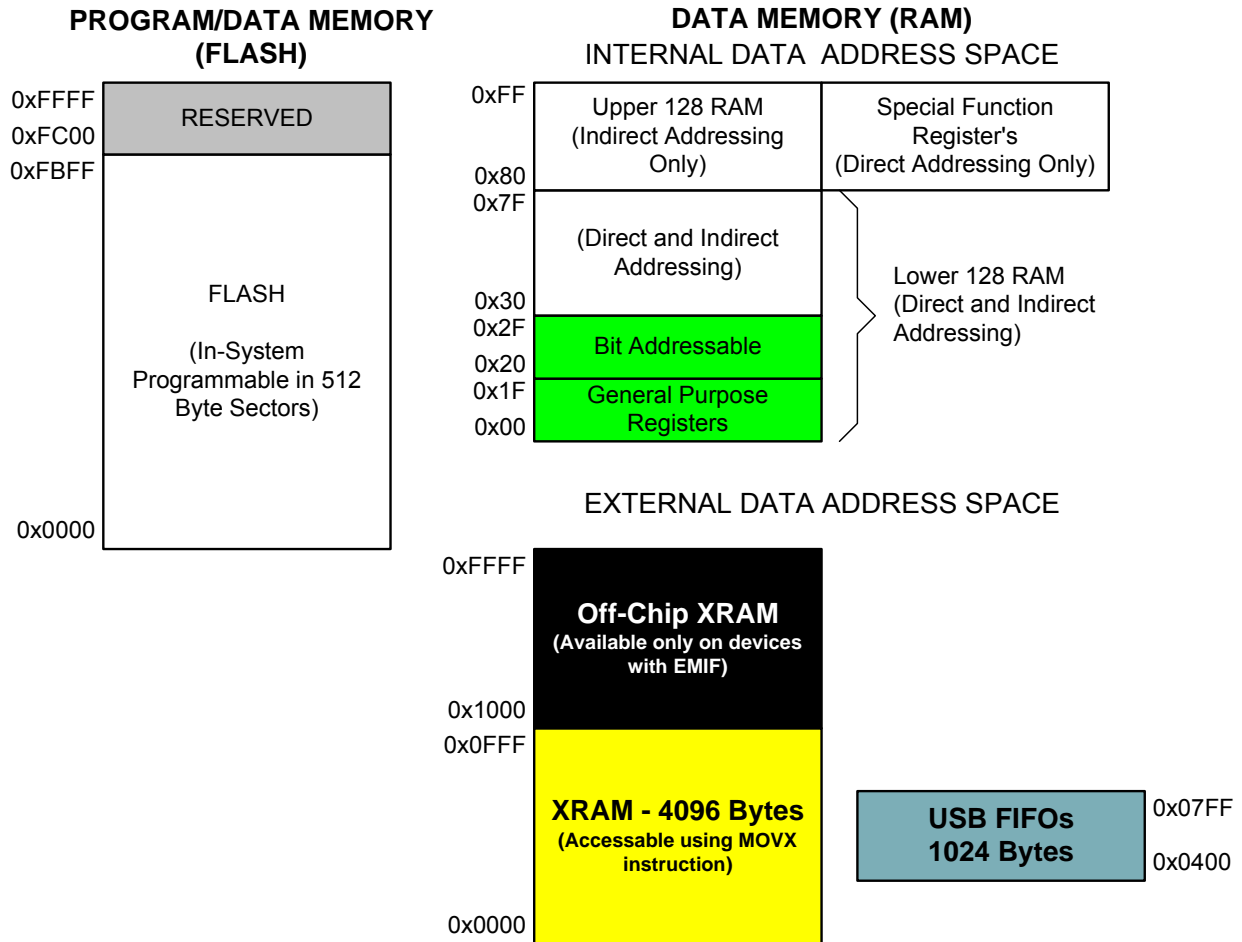 PROGRAM/DATA MEMORY
(FLASH)
0xFFFF
RESERVED
0xFC00
0xFBFF
FLASH
(In-System
Programmable in 512
Byte Sectors)
0x0000
DATA MEMORY (RAM)
INTERNAL DATA ADDRESS SPACE
0xFF
Upper 128 RAM
(Indirect Addressing
Only)
0x80
Special Function
Register's
(Direct Addressing Only)
0x7F
(Direct and Indirect
Addressing)
0x30
0x2F
Bit Addressable
0x20
0x1F
General Purpose
Registers
0x00
Lower 128 RAM
(Direct and Indirect
Addressing)
EXTERNAL DATA ADDRESS SPACE
0xFFFF
Off-Chip XRAM
(Available only on devices
with EMIF)
0x1000
0x0FFF
XRAM - 4096 Bytes
(Accessable using MOVX
instruction)
0x0000
USB FIFOs
1024 Bytes
0x07FF
0x0400